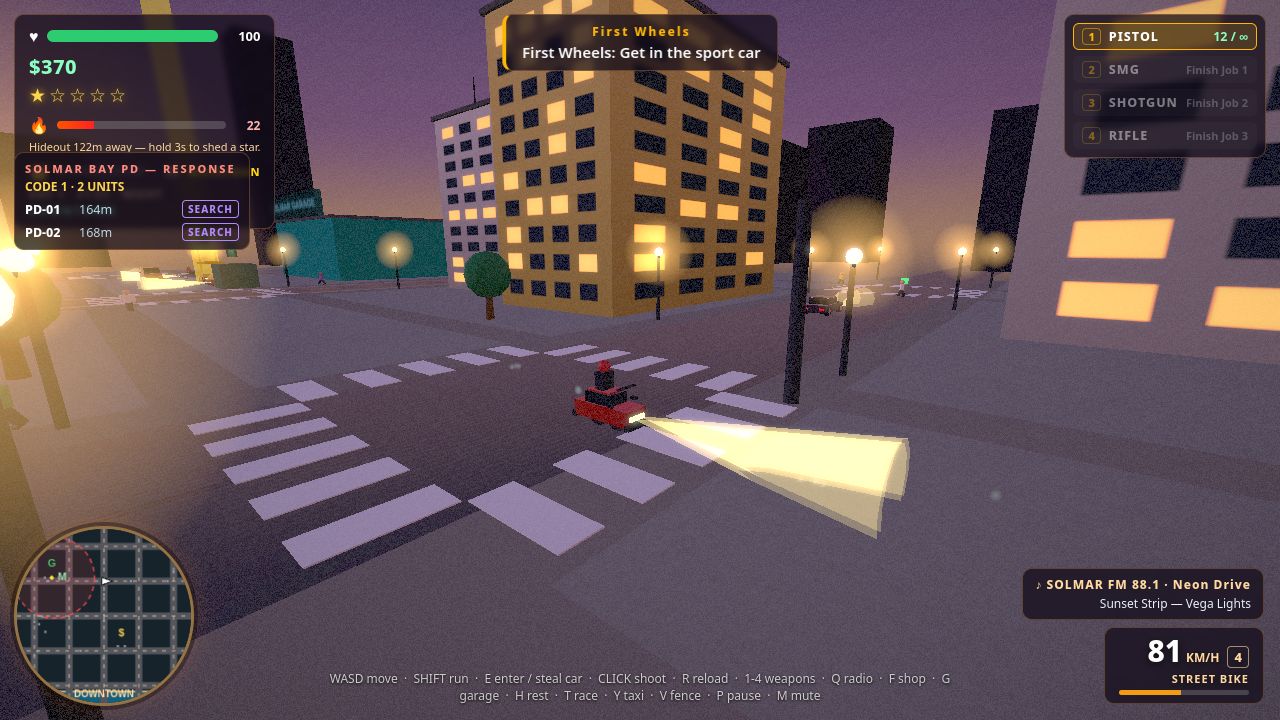 ♥ 100
$370
★☆☆☆☆
22
Hideout 122m away — hold 3s to shed a star.
SOLMAR BAY PD — RESPONSE
CODE 1 · 2 UNITS
PD-01 164m SEARCH
PD-02 168m SEARCH
First Wheels
First Wheels: Get in the sport car
1 PISTOL 12 / ∞
2 SMG Finish Job 1
3 SHOTGUN Finish Job 2
4 RIFLE Finish Job 3
G
M
$
DOWNTOWN
WASD move · SHIFT run · E enter / steal car · CLICK shoot · R reload · 1-4 weapons · Q radio · F shop · G
garage · H rest · T race · Y taxi · V fence · P pause · M mute
♪ SOLMAR FM 88.1 · Neon Drive
Sunset Strip — Vega Lights
81 KM/H 4
STREET BIKE